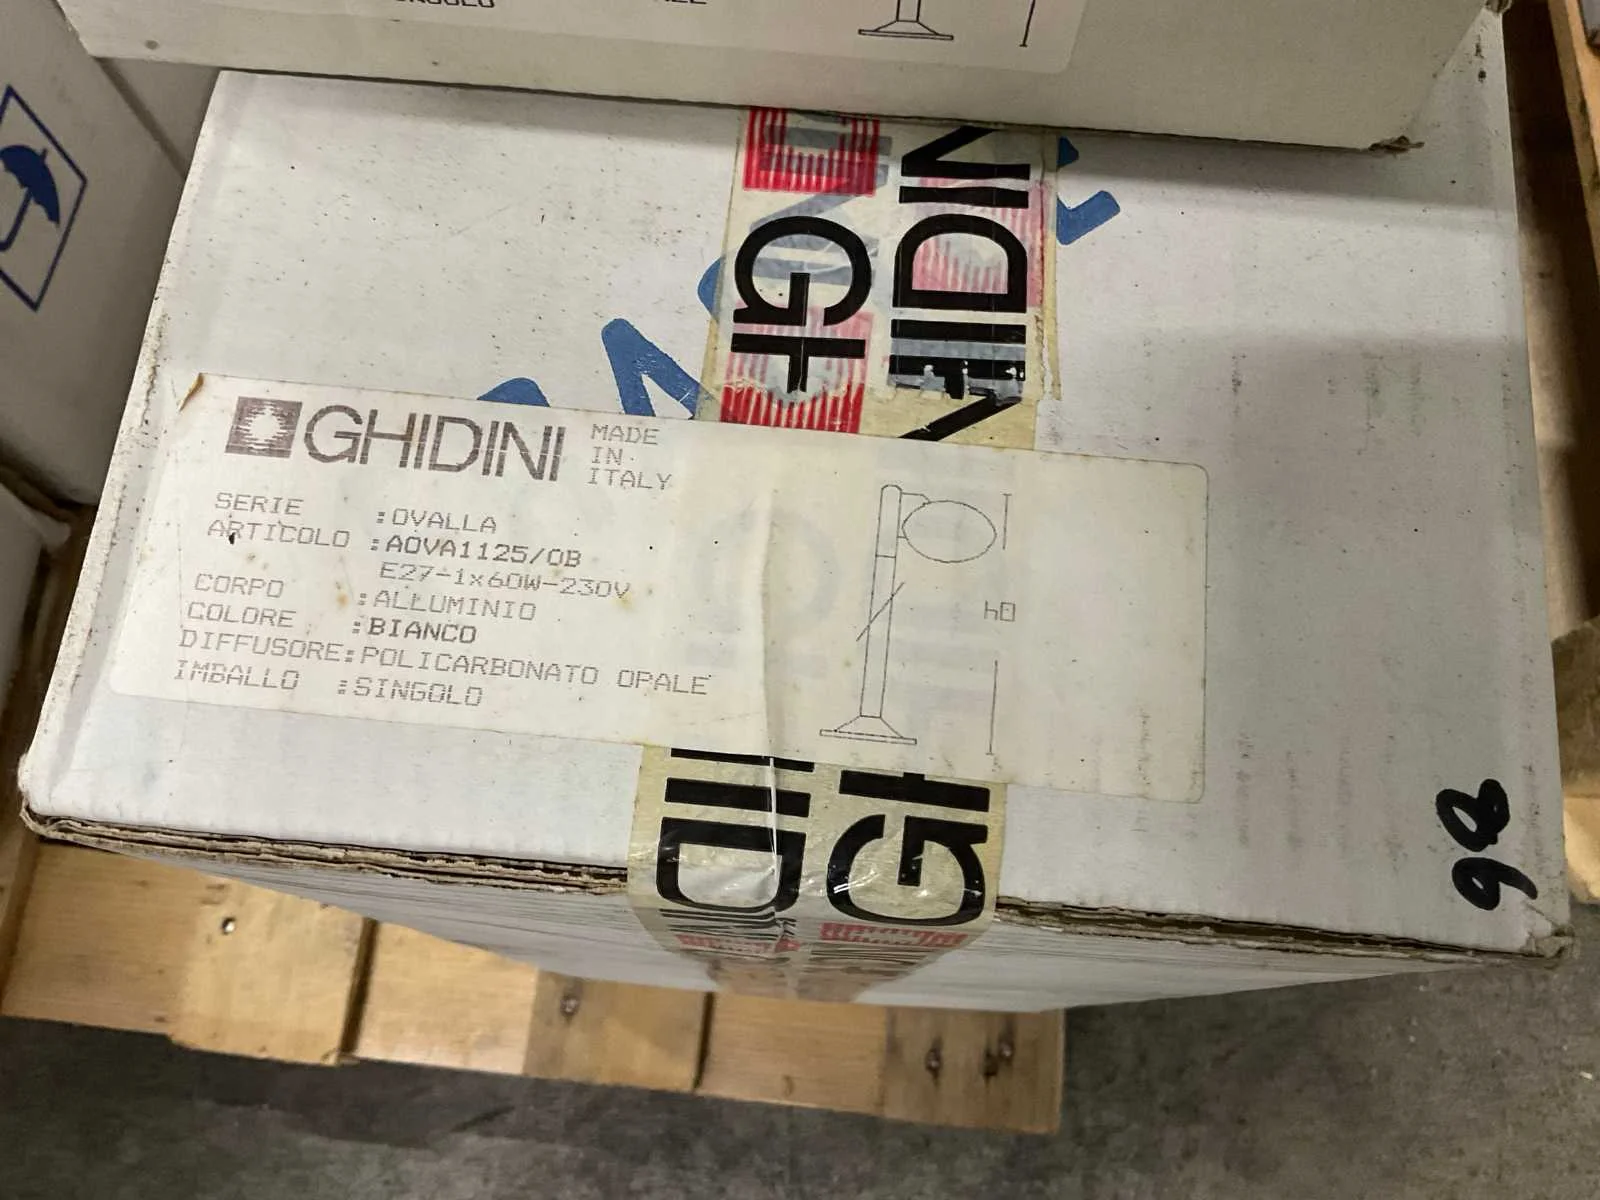 GHIDINI
MADE
IN
ITALY
SERIE :OVALLA
ARTICOLO :AOVA1125/OB
E27-1x60W-230V
CORPO :ALLUMINIO
COLORE :BIANCO
DIFFUSORE:POLICARBONATO OPALE
IMBALLO :SINGOLO
h0
98